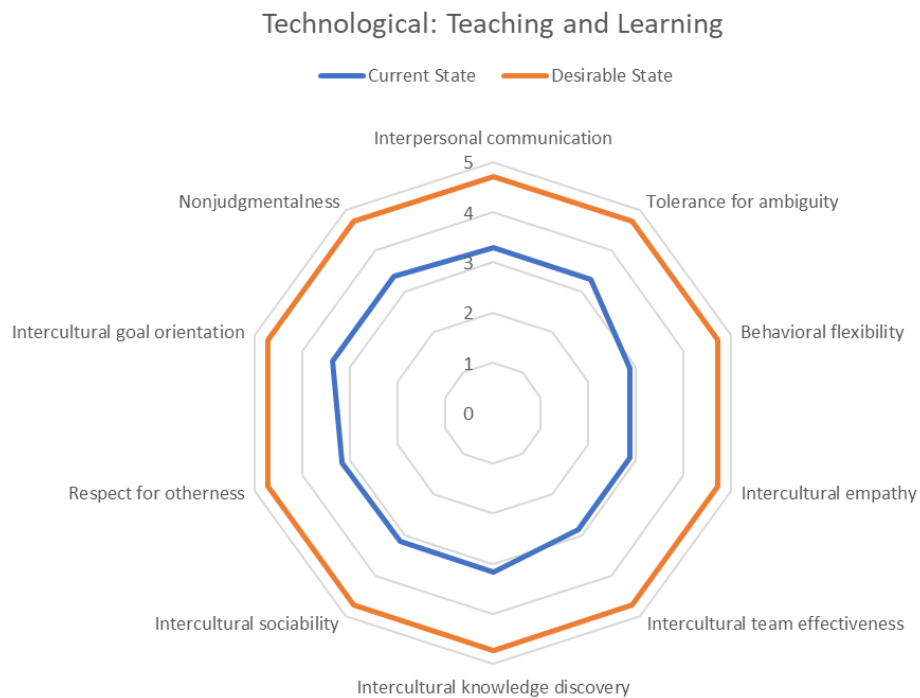 Technological: Teaching and Learning
Current State
Desirable State
Interpersonal communication
Tolerance for ambiguity
Behavioral flexibility
Intercultural empathy
Intercultural team effectiveness
Intercultural knowledge discovery
Intercultural sociability
Respect for otherness
Intercultural goal orientation
Nonjudgmentalness
5
4
3
2
1
0